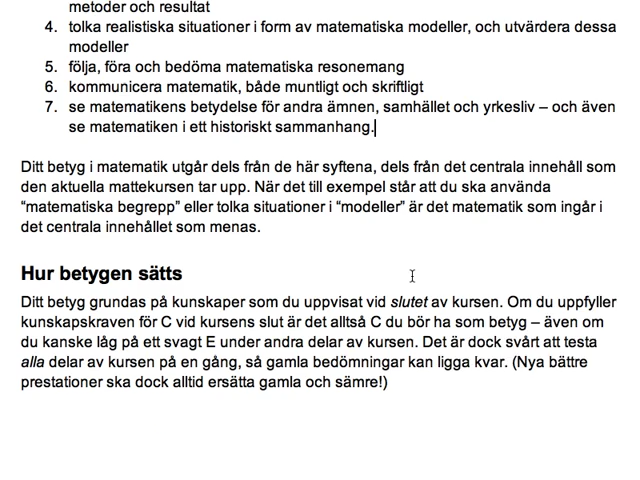 metoder och resultat
4. tolka realistiska situationer i form av matematiska modeller, och utvärdera dessa
modeller
5. följa, föra och bedöma matematiska resonemang
6. kommunicera matematik, både muntligt och skriftligt
7. se matematikens betydelse för andra ämnen, samhället och yrkesliv – och även
se matematiken i ett historiskt sammanhang.
Ditt betyg i matematik utgår dels från de här syftena, dels från det centrala innehåll som
den aktuella mattekursen tar upp. När det till exempel står att du ska använda
“matematiska begrepp” eller tolka situationer i “modeller” är det matematik som ingår i
det centrala innehållet som menas.
Hur betygen sätts
Ditt betyg grundas på kunskaper som du uppvisat vid slutet av kursen. Om du uppfyller
kunskapskraven för C vid kursens slut är det alltså C du bör ha som betyg – även om
du kanske låg på ett svagt E under andra delar av kursen. Det är dock svårt att testa
alla delar av kursen på en gång, så gamla bedömningar kan ligga kvar. (Nya bättre
prestationer ska dock alltid ersätta gamla och sämre!)